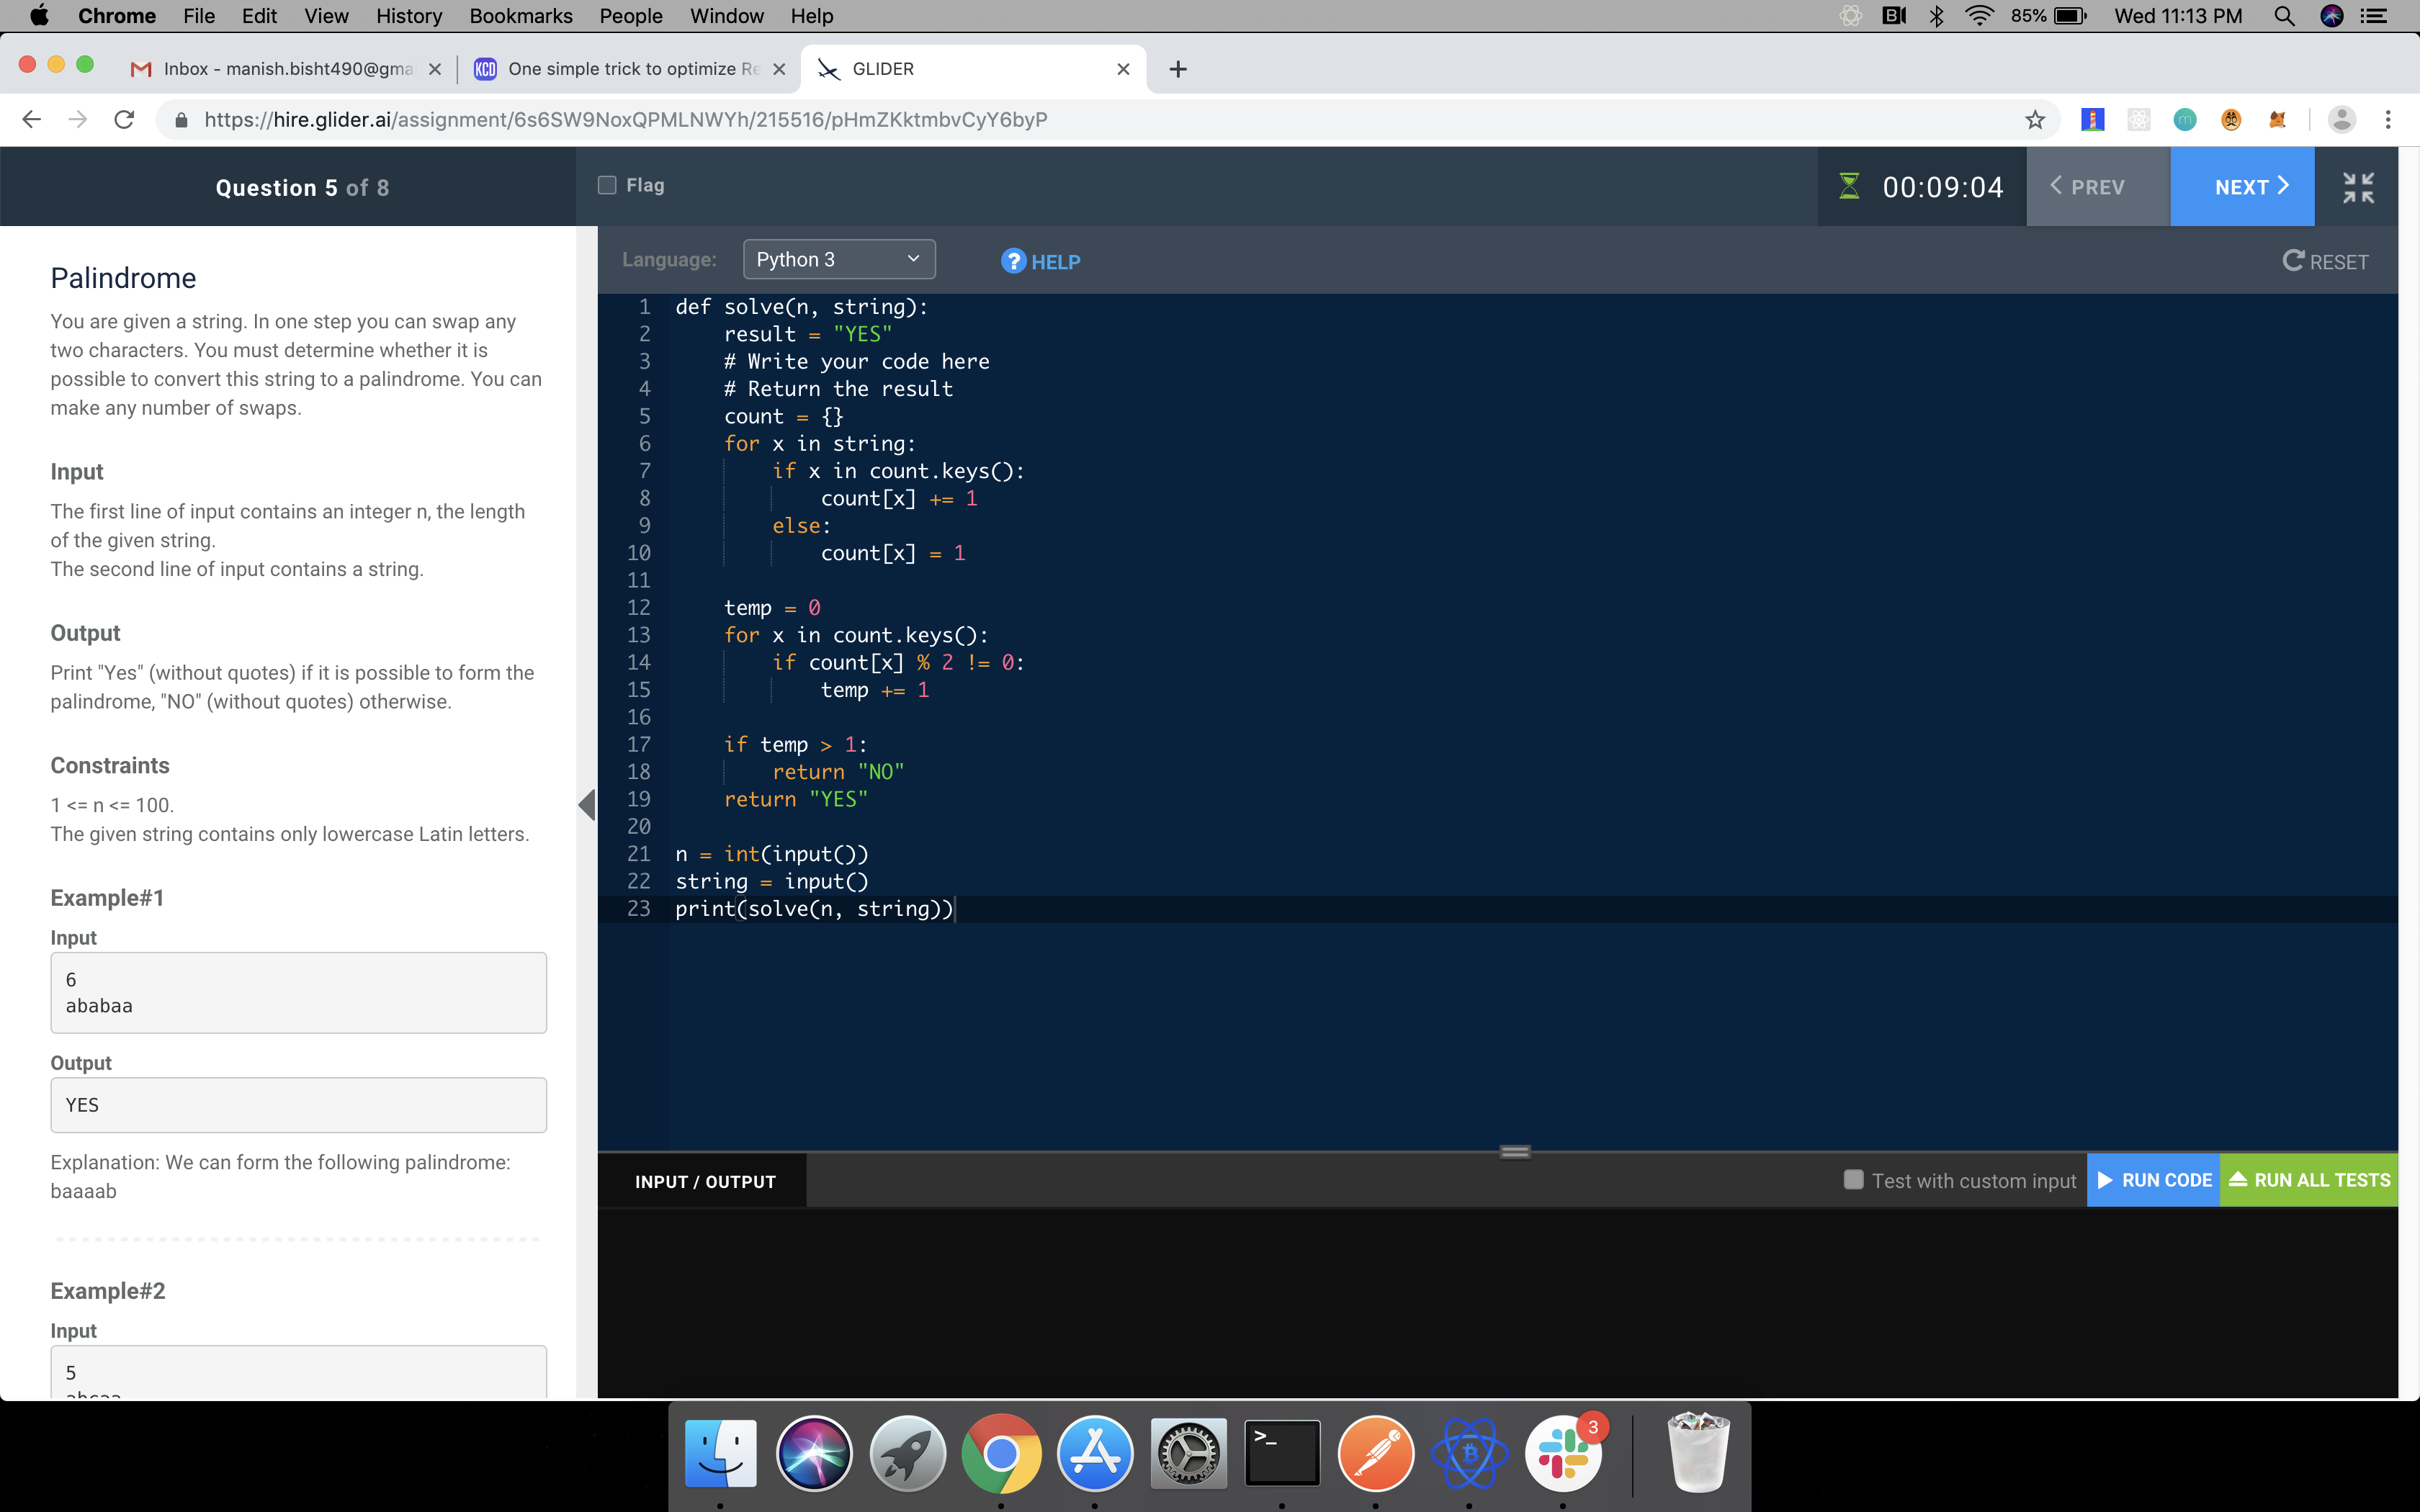 Chrome File Edit View History Bookmarks People Window Help 85% Wed 11:13 PM
Inbox - manish.bisht490@gma
KCD One simple trick to optimize Re
GLIDER
https://hire.glider.ai/assignment/6s6SW9NoxQPMLNWYh/215516/pHmZKktmbvCyY6byP
Question 5 of 8
Flag
00:09:04
PREV
NEXT
Language: Python 3
? HELP
RESET
Palindrome
You are given a string. In one step you can swap any
two characters. You must determine whether it is
possible to convert this string to a palindrome. You can
make any number of swaps.
Input
The first line of input contains an integer n, the length
of the given string.
The second line of input contains a string.
Output
Print "Yes" (without quotes) if it is possible to form the
palindrome, "NO" (without quotes) otherwise.
Constraints
1 <= n <= 100.
The given string contains only lowercase Latin letters.
Example#1
Input
6
ababaa
Output
YES
Explanation: We can form the following palindrome:
baaaab
Example#2
Input
5
1 def solve(n, string):
2 result = "YES"
3 # Write your code here
4 # Return the result
5 count = {}
6 for x in string:
7 if x in count.keys():
8 count[x] += 1
9 else:
10 count[x] = 1
11
12 temp = 0
13 for x in count.keys():
14 if count[x] % 2 != 0:
15 temp += 1
16
17 if temp > 1:
18 return "NO"
19 return "YES"
20
21 n = int(input())
22 string = input()
23 print(solve(n, string))
INPUT / OUTPUT
Test with custom input
RUN CODE
RUN ALL TESTS
3